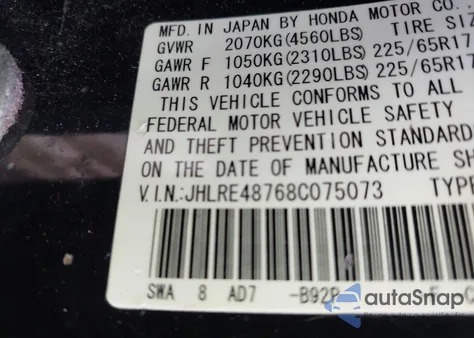 MFD. IN JAPAN BY HONDA MOTOR CO.,
GVWR 2070KG(4560LBS) TIRE SIZ
GAWR F 1050KG(2310LBS) 225/65R17
GAWR R 1040KG(2290LBS) 225/65R17
THIS VEHICLE CONFORMS TO ALL
FEDERAL MOTOR VEHICLE SAFETY
AND THEFT PREVENTION STANDARD
ON THE DATE OF MANUFACTURE SH
V.I.N.:JHLRE48768C075073 TYPE
SWA 8 AD7 -B92P
autoSnap